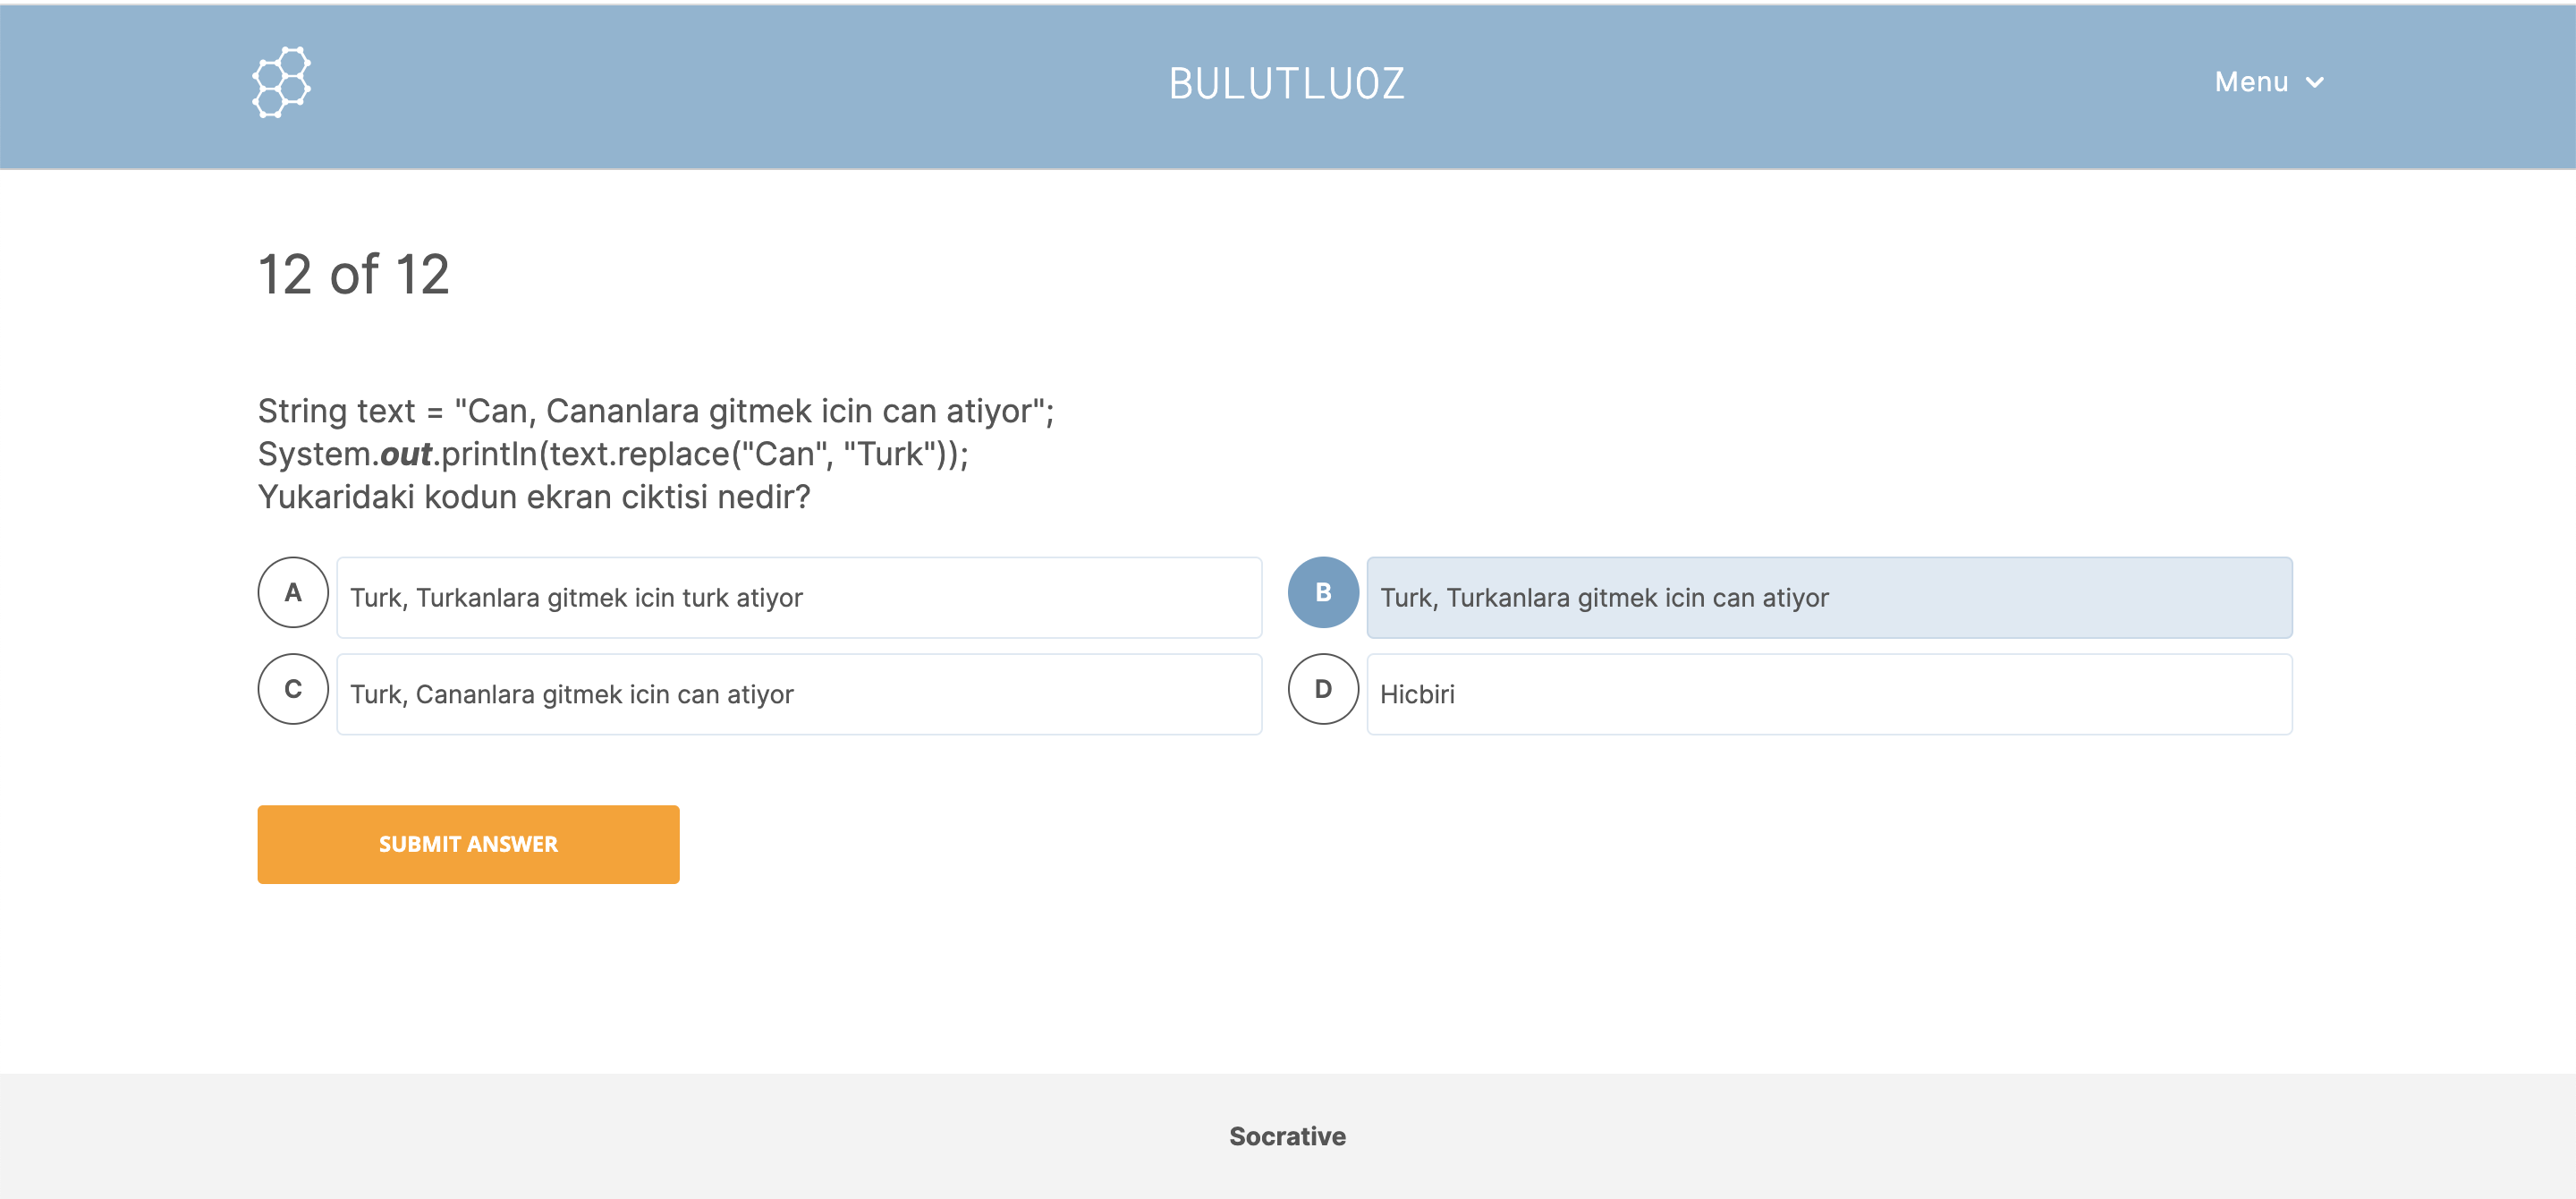 BULUTLUOZ
Menu
12 of 12
String text = "Can, Cananlara gitmek icin can atiyor";
System.out.println(text.replace("Can", "Turk"));
Yukaridaki kodun ekran ciktisi nedir?
A Turk, Turkanlara gitmek icin turk atiyor
B Turk, Turkanlara gitmek icin can atiyor
C Turk, Cananlara gitmek icin can atiyor
D Hicbiri
SUBMIT ANSWER
Socrative